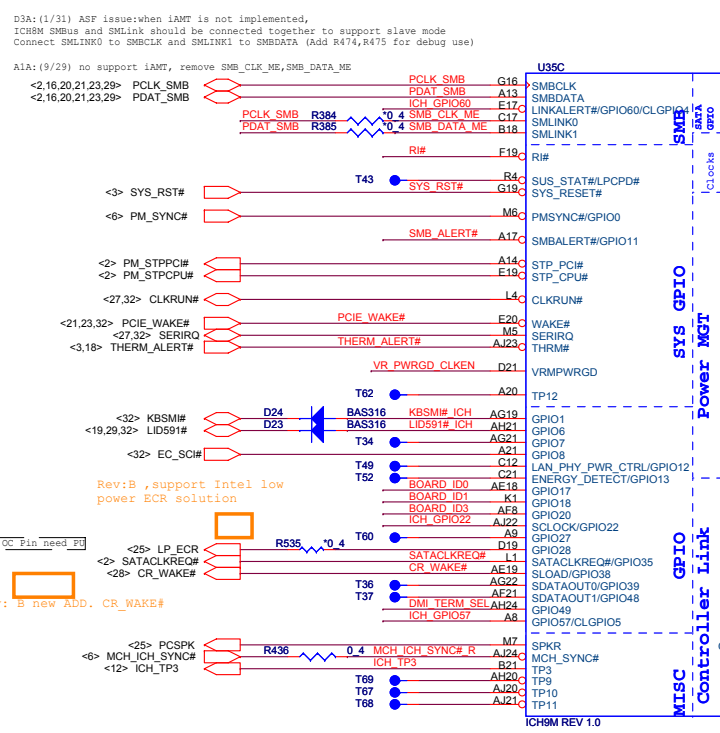 D3A:(1/31) ASF issue:when iAMT is not implemented,
ICH8M SMBus and SMLink should be connected together to support slave mode
Connect SMLINK0 to SMBCLK and SMLINK1 to SMBDATA (Add R474,R475 for debug use)
A1A:(9/29) no support iAMT, remove SMB_CLK_ME,SMB_DATA_ME
U35C
<2,16,20,21,23,29> PCLK_SMB PCLK_SMB G16 SMBCLK
<2,16,20,21,23,29> PDAT_SMB PDAT_SMB A13 SMBDATA
ICH_GPIO60 E17 LINKALERT#/GPIO60/CLGPIO4
PCLK_SMB R384 *0_4 SMB_CLK_ME C17 SMLINK0
PDAT_SMB R385 *0_4 SMB_DATA_ME B18 SMLINK1
SMB
SATA
GPIO
RI# F19 RI#
Clocks
T43 R4 SUS_STAT#/LPCPD#
<3> SYS_RST# SYS_RST# G19 SYS_RESET#
<6> PM_SYNC# M6 PMSYNC#/GPIO0
SMB_ALERT# A17 SMBALERT#/GPIO11
<2> PM_STPPCI# A14 STP_PCI#
<2> PM_STPCPU# E19 STP_CPU#
<27,32> CLKRUN# L4 CLKRUN#
SYS GPIO
Power MGT
<21,23,32> PCIE_WAKE# PCIE_WAKE# E20 WAKE#
<27,32> SERIRQ M5 SERIRQ
<3,18> THERM_ALERT# THERM_ALERT# AJ23 THRM#
VR_PWRGD_CLKEN D21 VRMPWRGD
T62 A20 TP12
<32> KBSMI# D24 BAS316 KBSMI#_ICH AG19 GPIO1
<19,29,32> LID591# D23 BAS316 LID591#_ICH AH21 GPIO6
T34 AG21 GPIO7
<32> EC_SCI# A21 GPIO8
T49 C12 LAN_PHY_PWR_CTRL/GPIO12
T52 C21 ENERGY_DETECT/GPIO13
Rev:B ,support Intel low
power ECR solution
BOARD_ID0 AE18 GPIO17
BOARD_ID1 K1 GPIO18
BOARD_ID3 AF8 GPIO20
ICH_GPIO22 AJ22 SCLOCK/GPIO22
T60 A9 GPIO27
OC Pin need PU
<25> LP_ECR R535 *0_4 D19 GPIO28
<2> SATACLKREQ# SATACLKREQ# L1 SATACLKREQ#/GPIO35
<28> CR_WAKE# CR_WAKE# AE19 SLOAD/GPIO38
T36 AG22 SDATAOUT0/GPIO39
T37 AF21 SDATAOUT1/GPIO48
: B new ADD. CR_WAKE#
DMI_TERM_SEL AH24 GPIO49
ICH_GPIO57 A8 GPIO57/CLGPIO5
GPIO
Controller Link
<25> PCSPK M7 SPKR
<6> MCH_ICH_SYNC# R436 0_4 MCH_ICH_SYNC#_R AJ24 MCH_SYNC#
<12> ICH_TP3 ICH_TP3 B21 TP3
T69 AH20 TP9
T67 AJ20 TP10
T68 AJ21 TP11
MISC
ICH9M REV 1.0